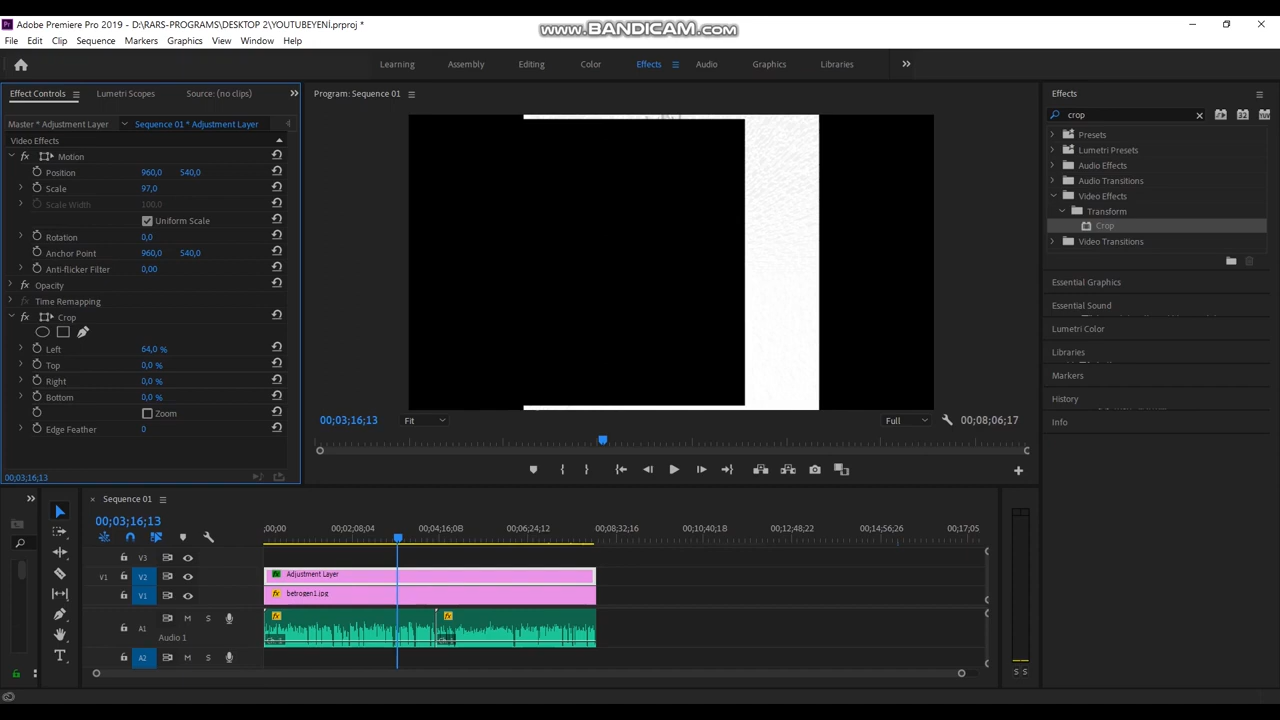 Adobe Premiere Pro 2019 - D:\RARS-PROGRAMS\DESKTOP 2\YOUTUBEYENİ.prproj *
www.BANDICAM.com
File Edit Clip Sequence Markers Graphics View Window Help
Learning Assembly Editing Color Effects Audio Graphics Libraries
Effect Controls Lumetri Scopes Source: (no clips)
Master * Adjustment Layer Sequence 01 * Adjustment Layer
Video Effects
fx Motion
Position 960,0 540,0
Scale 97,0
Scale Width 100,0
Uniform Scale
Rotation 0,0
Anchor Point 960,0 540,0
Anti-flicker Filter 0,00
fx Opacity
fx Time Remapping
fx Crop
Left 64,0 %
Top 0,0 %
Right 0,0 %
Bottom 0,0 %
Zoom
Edge Feather 0
00;03;16;13
Program: Sequence 01
00;03;16;13 Fit Full 00;08;06;17
Effects
crop
Presets
Lumetri Presets
Audio Effects
Audio Transitions
Video Effects
Transform
Crop
Video Transitions
Essential Graphics
Essential Sound
Lumetri Color
Libraries
Markers
History
Info
Sequence 01
00;03;16;13
;00;00 00;02;08;04 00;04;16;08 00;06;24;12 00;08;32;16 00;10;40;18 00;12;48;22 00;14;56;26 00;17;05
V3
V1 V2 fx Adjustment Layer
V1 fx betrogen1.jpg
A1 M S fx fx
Audio 1
A2 M S
S S